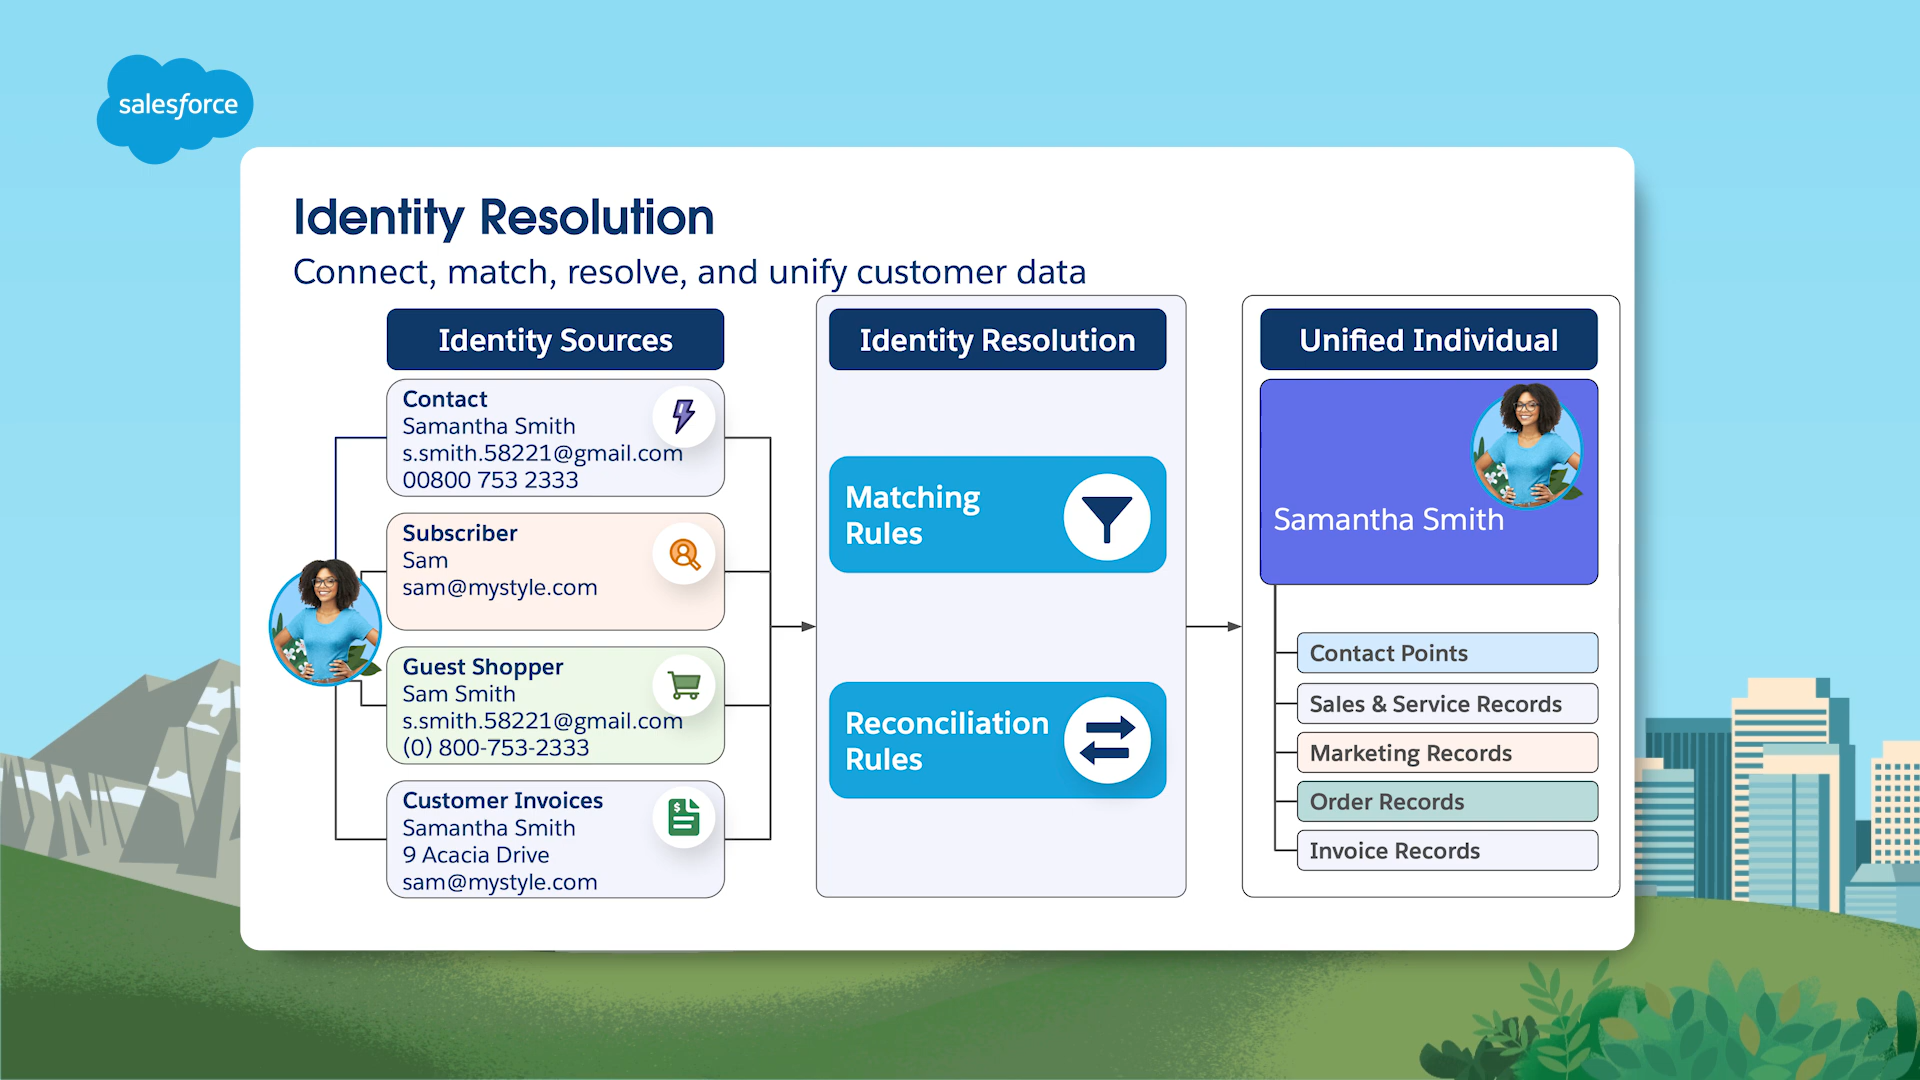 salesforce
Identity Resolution
Connect, match, resolve, and unify customer data
Identity Sources
Contact
Samantha Smith
s.smith.58221@gmail.com
00800 753 2333
Subscriber
Sam
sam@mystyle.com
Guest Shopper
Sam Smith
s.smith.58221@gmail.com
(0) 800-753-2333
Customer Invoices
Samantha Smith
9 Acacia Drive
sam@mystyle.com
Identity Resolution
Matching
Rules
Reconciliation
Rules
Unified Individual
Samantha Smith
Contact Points
Sales & Service Records
Marketing Records
Order Records
Invoice Records